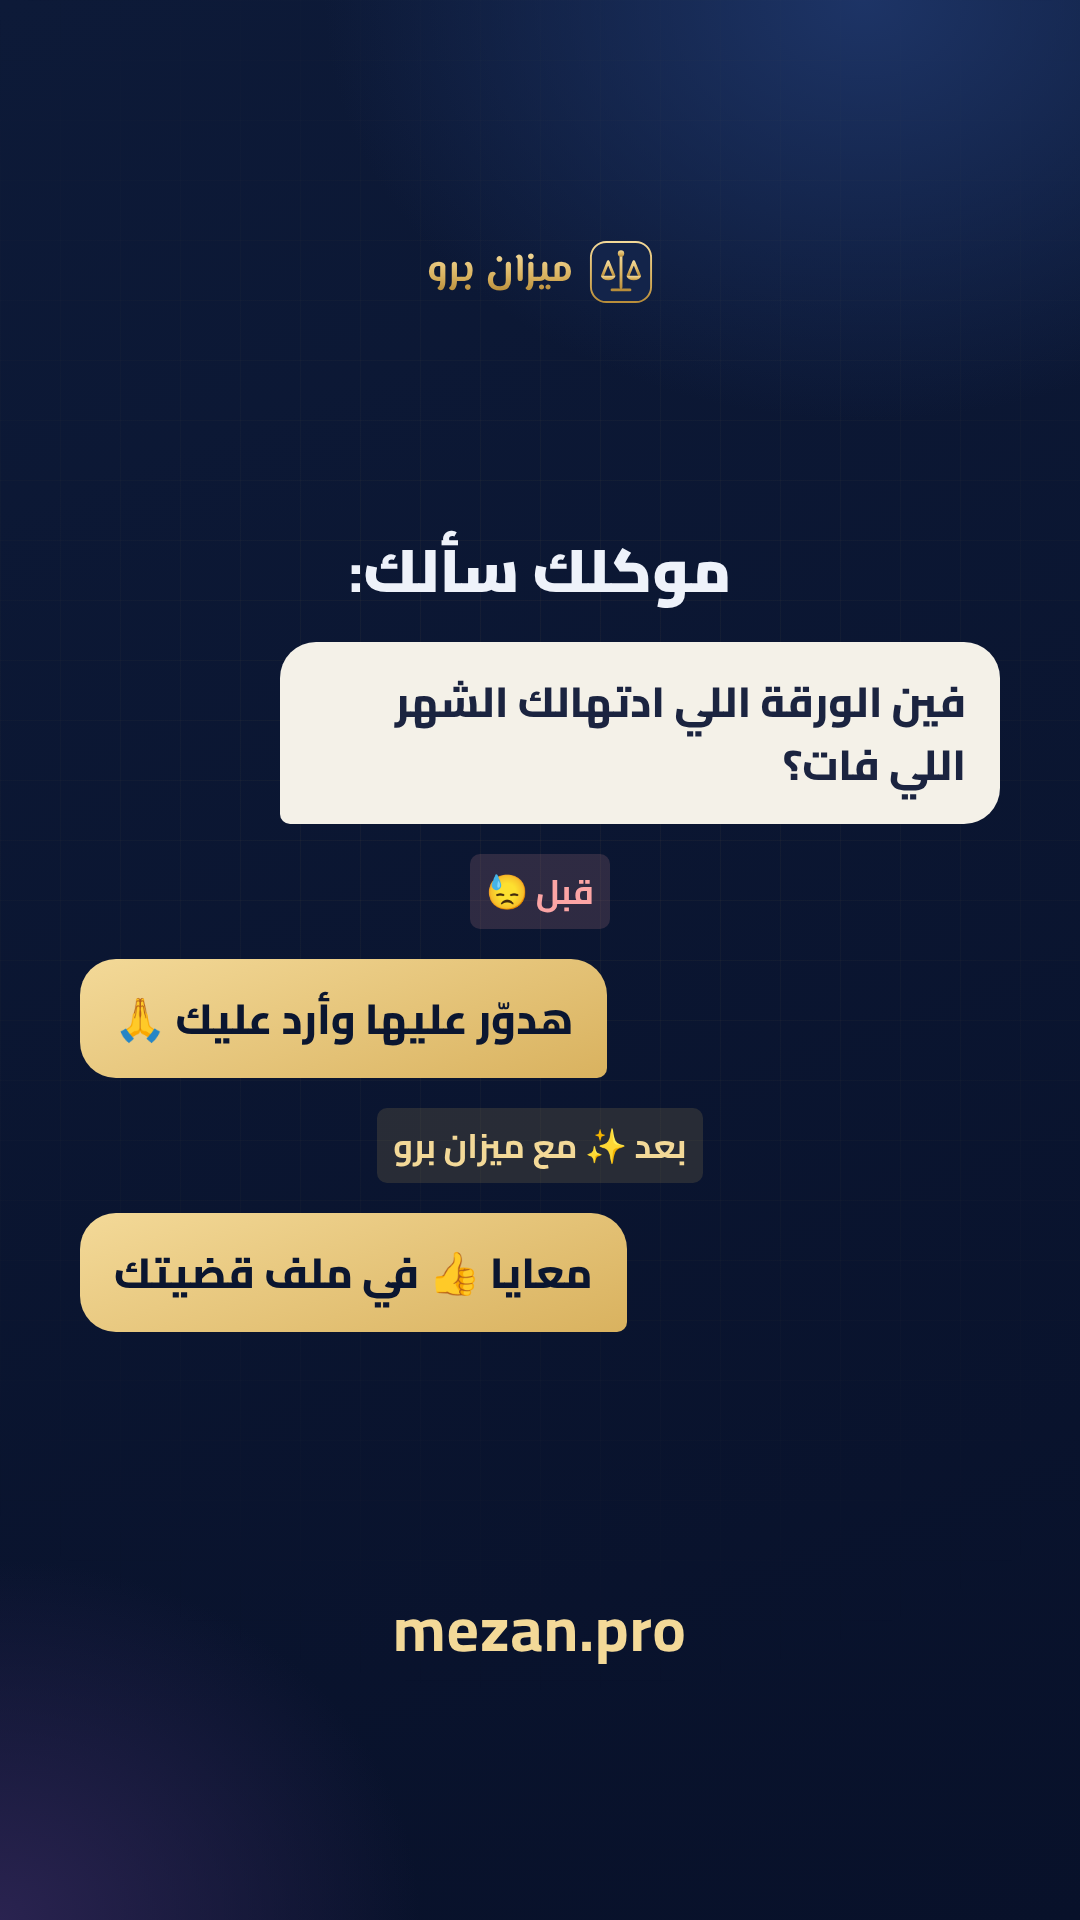 ميزان برو
موكلك سألك:
فين الورقة اللي ادتهالك الشهر
اللي فات؟
قبل 😓
هدوّر عليها وأرد عليك 🙏
بعد ✨ مع ميزان برو
معايا 👍 في ملف قضيتك
mezan.pro